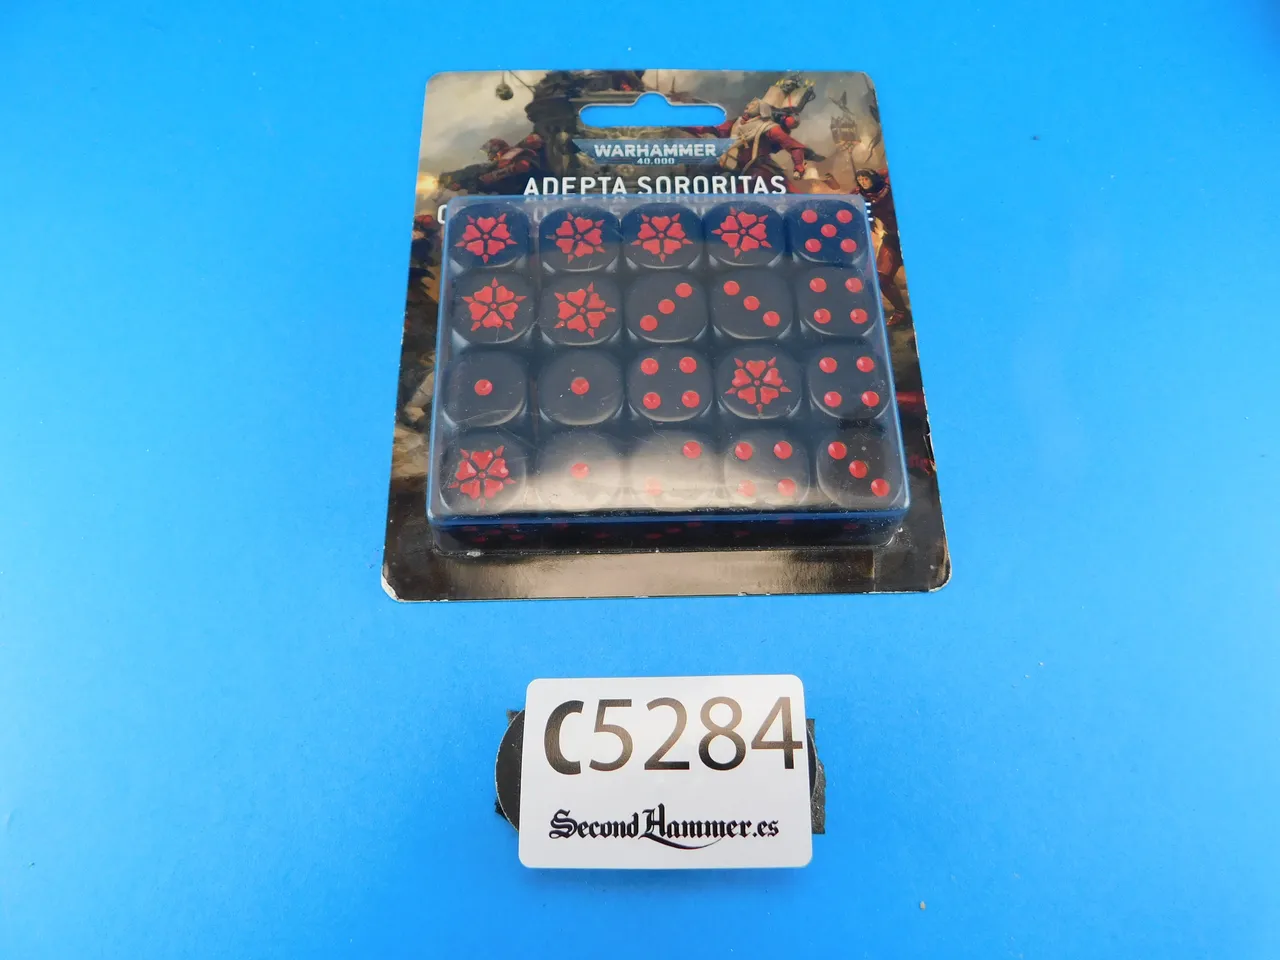 WARHAMMER
40,000
ADEPTA SORORITAS
C5284
SecondHammer.es